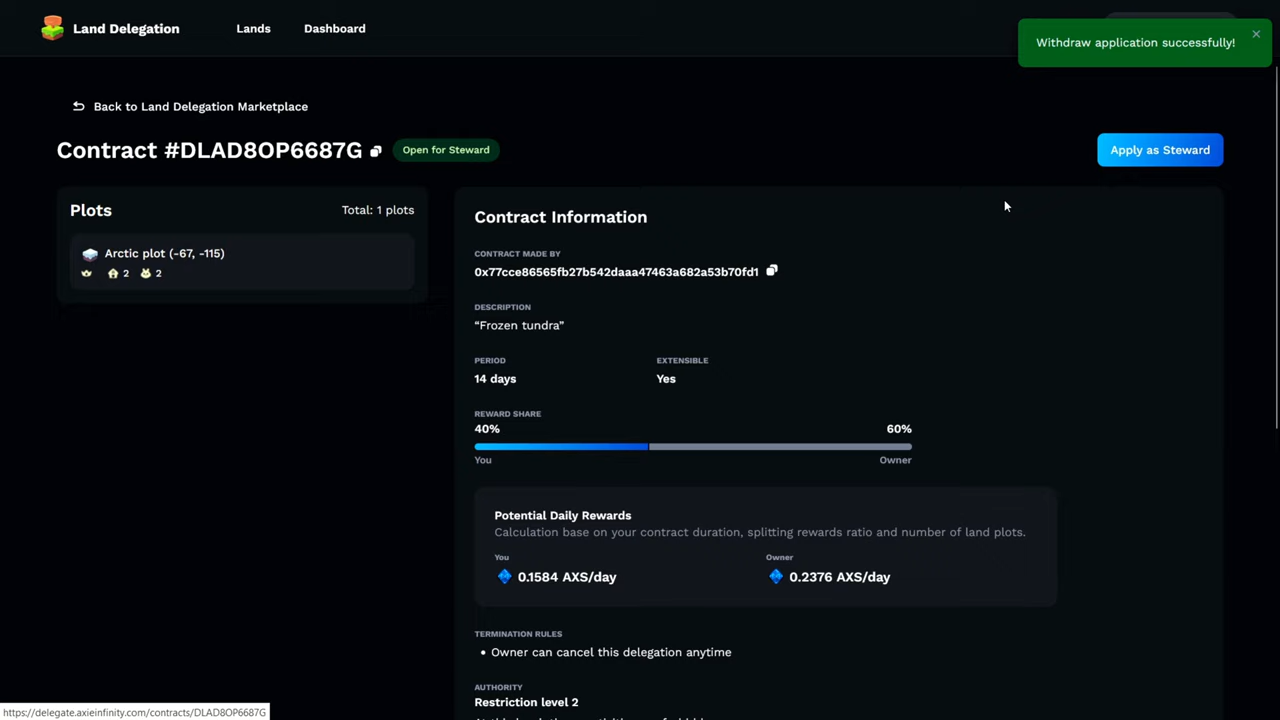 Land Delegation
Lands
Dashboard
Withdraw application successfully!
Back to Land Delegation Marketplace
Contract #DLAD8OP6687G
Open for Steward
Apply as Steward
Plots
Total: 1 plots
Arctic plot (-67, -115)
2 2
Contract Information
CONTRACT MADE BY
0x77cce86565fb27b542daaa47463a682a53b70fd1
DESCRIPTION
“Frozen tundra”
PERIOD
EXTENSIBLE
14 days
Yes
REWARD SHARE
40%
60%
You
Owner
Potential Daily Rewards
Calculation base on your contract duration, splitting rewards ratio and number of land plots.
You
Owner
0.1584 AXS/day
0.2376 AXS/day
TERMINATION RULES
• Owner can cancel this delegation anytime
AUTHORITY
Restriction level 2
https://delegate.axieinfinity.com/contracts/DLAD8OP6687G